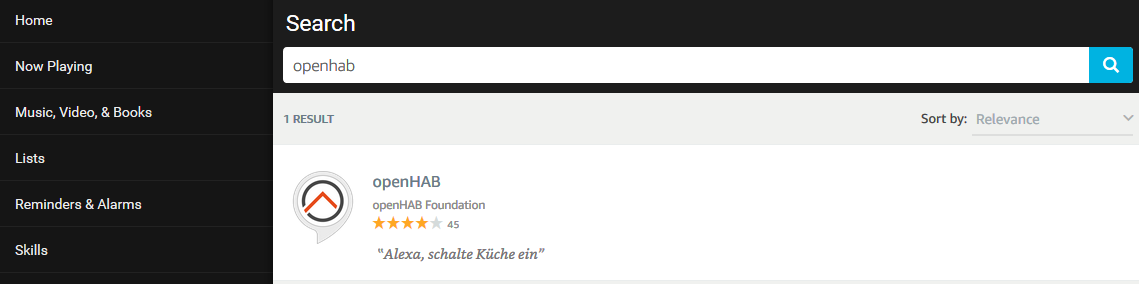 Home
Now Playing
Music, Video, & Books
Lists
Reminders & Alarms
Skills
Search
openhab
1 RESULT
Sort by: Relevance
openHAB
openHAB Foundation
45
"Alexa, schalte Küche ein"